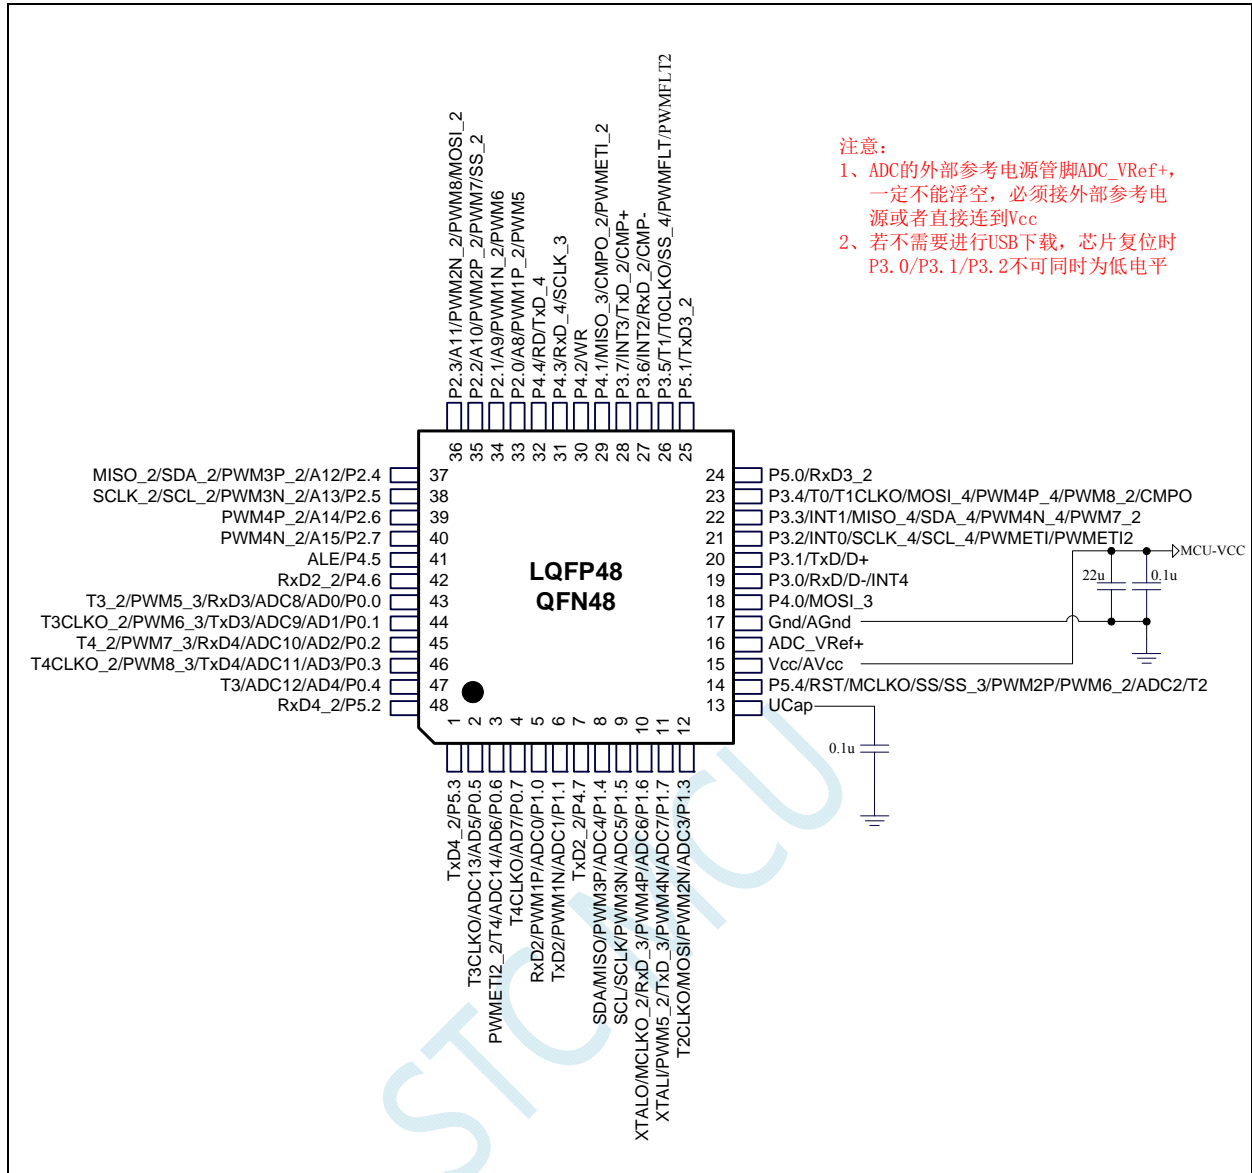 P2.3/A11/PWM2N_2/PWM8/MOSI_2
P2.2/A10/PWM2P_2/PWM7/SS_2
P2.1/A9/PWM1N_2/PWM6
P2.0/A8/PWM1P_2/PWM5
P4.4/RD/TxD_4
P4.3/RxD_4/SCLK_3
P4.2/WR
P4.1/MISO_3/CMPO_2/PWMETI_2
P3.7/INT3/TxD_2/CMP+
P3.6/INT2/RxD_2/CMP-
P3.5/T1/T0CLKO/SS_4/PWMFLT/PWMFLT2
P5.1/TxD3_2
注意:
1、ADC的外部参考电源管脚ADC_VRef+,
一定不能浮空，必须接外部参考电
源或者直接连到Vcc
2、若不需要进行USB下载，芯片复位时
P3.0/P3.1/P3.2不可同时为低电平
36
35
34
33
32
31
30
29
28
27
26
25
MISO_2/SDA_2/PWM3P_2/A12/P2.4 37
SCLK_2/SCL_2/PWM3N_2/A13/P2.5 38
PWM4P_2/A14/P2.6 39
PWM4N_2/A15/P2.7 40
ALE/P4.5 41
RxD2_2/P4.6 42
T3_2/PWM5_3/RxD3/ADC8/AD0/P0.0 43
T3CLKO_2/PWM6_3/TxD3/ADC9/AD1/P0.1 44
T4_2/PWM7_3/RxD4/ADC10/AD2/P0.2 45
T4CLKO_2/PWM8_3/TxD4/ADC11/AD3/P0.3 46
T3/ADC12/AD4/P0.4 47
RxD4_2/P5.2 48
LQFP48
QFN48
24 P5.0/RxD3_2
23 P3.4/T0/T1CLKO/MOSI_4/PWM4P_4/PWM8_2/CMPO
22 P3.3/INT1/MISO_4/SDA_4/PWM4N_4/PWM7_2
21 P3.2/INT0/SCLK_4/SCL_4/PWMETI/PWMETI2
20 P3.1/TxD/D+
19 P3.0/RxD/D-/INT4
18 P4.0/MOSI_3
17 Gnd/AGnd
16 ADC_VRef+
15 Vcc/AVcc
14 P5.4/RST/MCLKO/SS/SS_3/PWM2P/PWM6_2/ADC2/T2
13 UCap
MCU-VCC
22u
0.1u
0.1u
1
2
3
4
5
6
7
8
9
10
11
12
TxD4_2/P5.3
T3CLKO/ADC13/AD5/P0.5
PWMETI2_2/T4/ADC14/AD6/P0.6
T4CLKO/AD7/P0.7
RxD2/PWM1P/ADC0/P1.0
TxD2/PWM1N/ADC1/P1.1
TxD2_2/P4.7
SDA/MISO/PWM3P/ADC4/P1.4
SCL/SCLK/PWM3N/ADC5/P1.5
XTALO/MCLKO_2/RxD_3/PWM4P/ADC6/P1.6
XTALI/PWM5_2/TxD_3/PWM4N/ADC7/P1.7
T2CLKO/MOSI/PWM2N/ADC3/P1.3
STC MCU